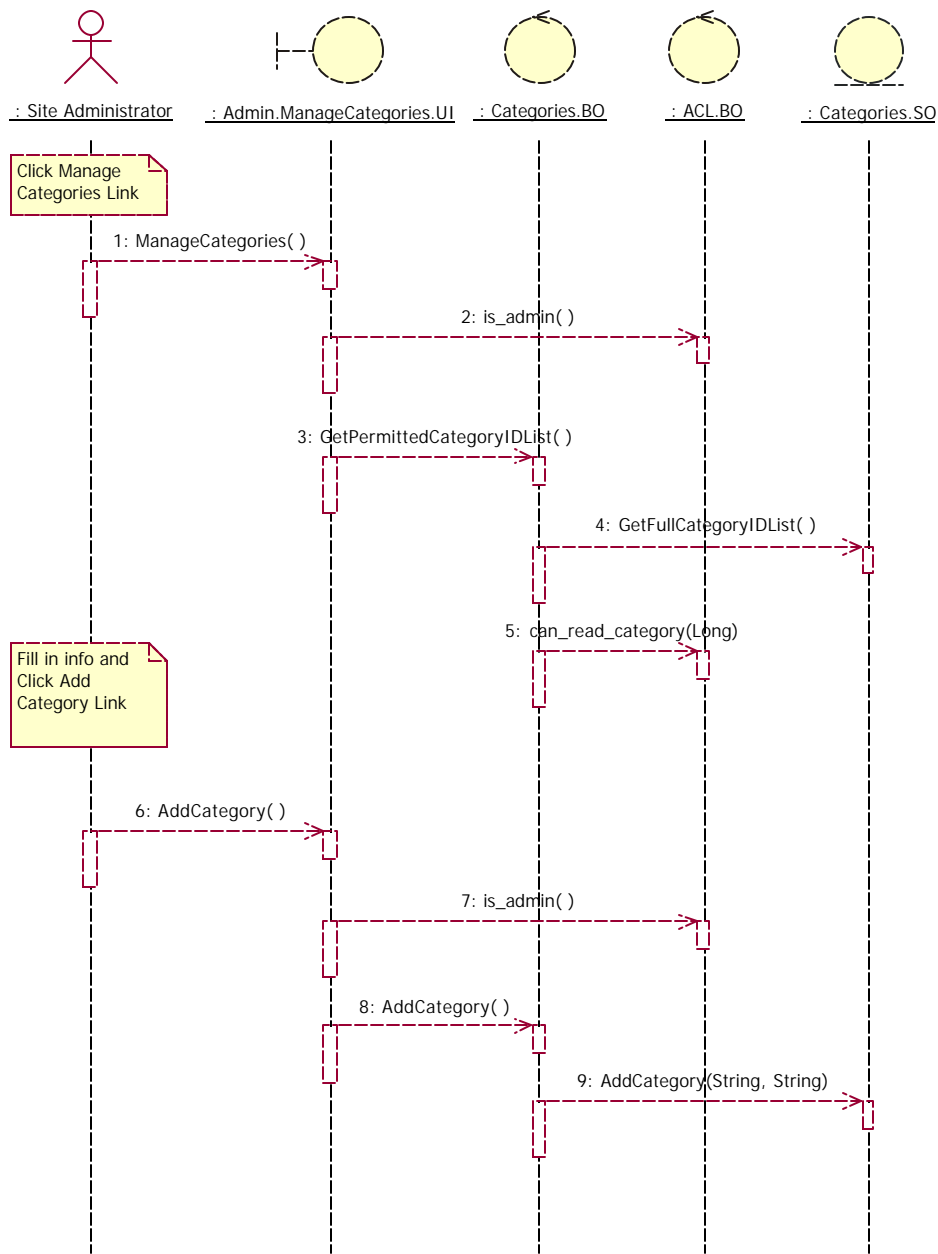 : Site Administrator
: Admin.ManageCategories.UI
: Categories.BO
: ACL.BO
: Categories.SO
Click Manage
Categories Link
1: ManageCategories( )
2: is_admin( )
3: GetPermittedCategoryIDList( )
4: GetFullCategoryIDList( )
5: can_read_category(Long)
Fill in info and
Click Add
Category Link
6: AddCategory( )
7: is_admin( )
8: AddCategory( )
9: AddCategory(String, String)